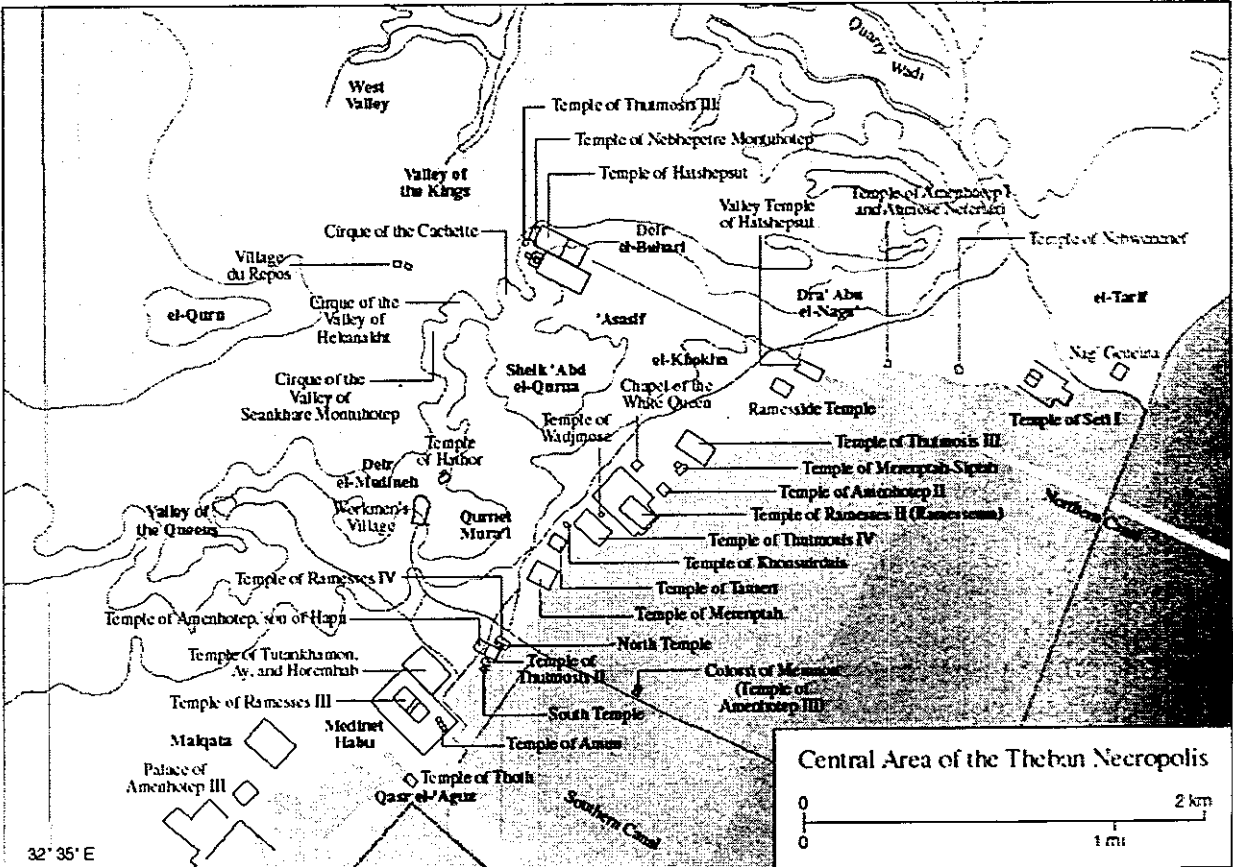 Quarry
Wadi
West
Valley
Temple of Thutmosis III
Temple of Nebhepetre Montuhotep
Valley of
the Kings
Temple of Hatshepsut
Valley Temple
of Hatshepsut
Temple of Amenhotep I
and Ahmose Nefertari
Cirque of the Cachette
Deir
el-Bahari
Temple of Nebwenenef
Village
du Repos
el-Qurn
Cirque of the
Valley of
Hekanakht
'Asasif
Dra' Abu
el-Naga'
el-Tarif
Sheik 'Abd
el-Qurna
el-Khokha
Nag' Geneina
Cirque of the
Valley of
Seankhare Montuhotep
Chapel of the
White Queen
Ramesside Temple
Temple of Seti I
Temple of
Wadjmose
Temple
of Hathor
Temple of Thutmosis III
Deir
el-Medineh
Temple of Merenptah-Siptah
Temple of Amenhotep II
Valley of
the Queens
Workmen's
Village
Qurnet
Mura'i
Temple of Ramesses II (Ramesseum)
Northern Canal
Temple of Thutmosis IV
Temple of Khonsuirdais
Temple of Ramesses IV
Temple of Tausert
Temple of Amenhotep, son of Hapu
Temple of Merenptah
North Temple
Temple of Tutankhamon,
Ay, and Horemhab
Temple of
Thutmosis II
Colossi of Memnon
(Temple of
Amenhotep III)
Temple of Ramesses III
South Temple
Medinet
Habu
Malqata
Temple of Amun
Palace of
Amenhotep III
Temple of Thoth
Qasr el-'Aguz
Southern Canal
Central Area of the Theban Necropolis
0 2 km
0 1 mi
32° 35' E